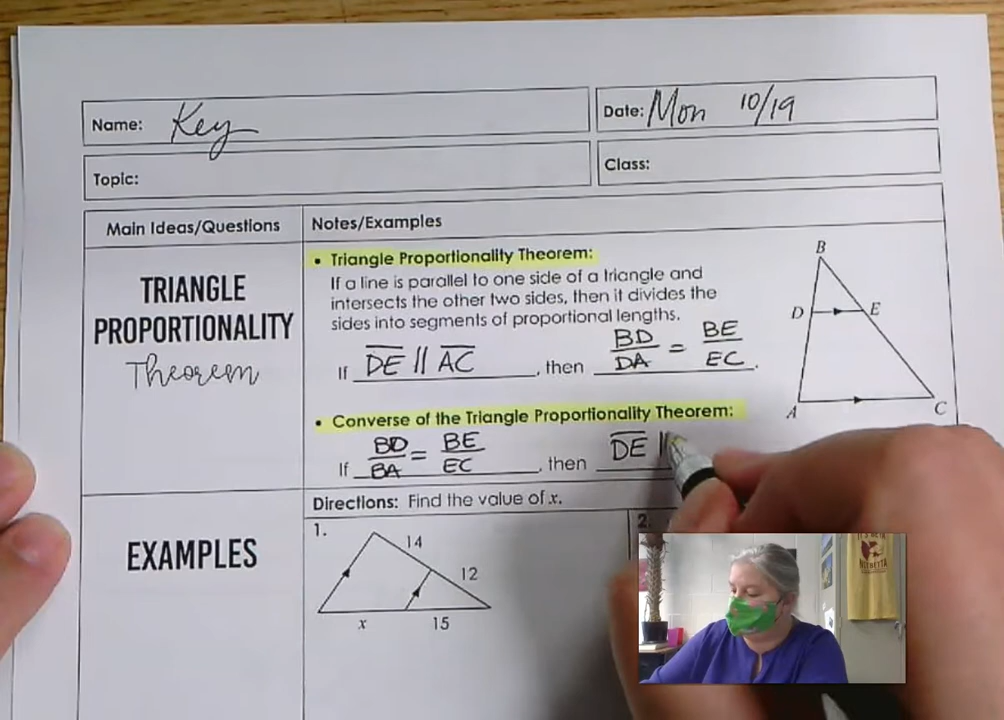 Name: Key
Date: Mon 10/19
Topic:
Class:
Main Ideas/Questions
Notes/Examples
TRIANGLE
PROPORTIONALITY
Theorem
• Triangle Proportionality Theorem:
If a line is parallel to one side of a triangle and
intersects the other two sides, then it divides the
sides into segments of proportional lengths.
If DE // AC, then BD/DA = BE/EC.
B
D
E
A
C
• Converse of the Triangle Proportionality Theorem:
If BD/BA = BE/EC, then DE //
EXAMPLES
Directions: Find the value of x.
1.
14
12
x
15
2.